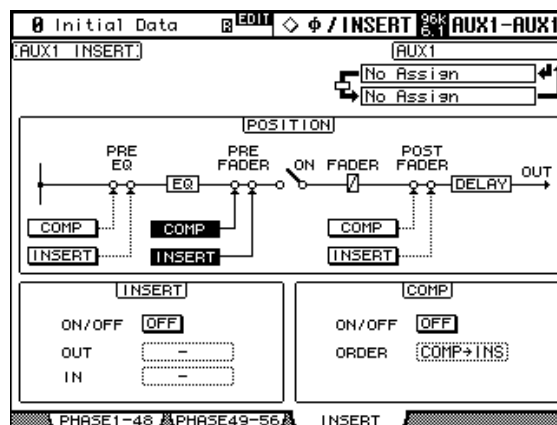 0 Initial Data EDIT ◇ φ/INSERT 96k 6.1 AUX1-AUX1
AUX1 INSERT AUX1
No Assign
No Assign
POSITION
PRE EQ PRE FADER ON FADER POST FADER OUT
EQ DELAY
COMP COMP COMP
INSERT INSERT INSERT
INSERT COMP
ON/OFF OFF ON/OFF OFF
OUT - ORDER COMP→INS
IN -
PHASE1-48 PHASE49-56 INSERT